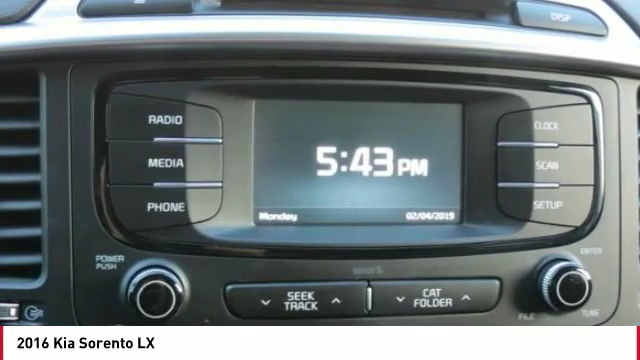 DISP
RADIO
CLOCK
5:43 PM
MEDIA
SCAN
PHONE
SETUP
Monday
02/04/2019
POWER
PUSH
ENTER
SEEK
TRACK
CAT
FOLDER
FILE
TUNE
2016 Kia Sorento LX